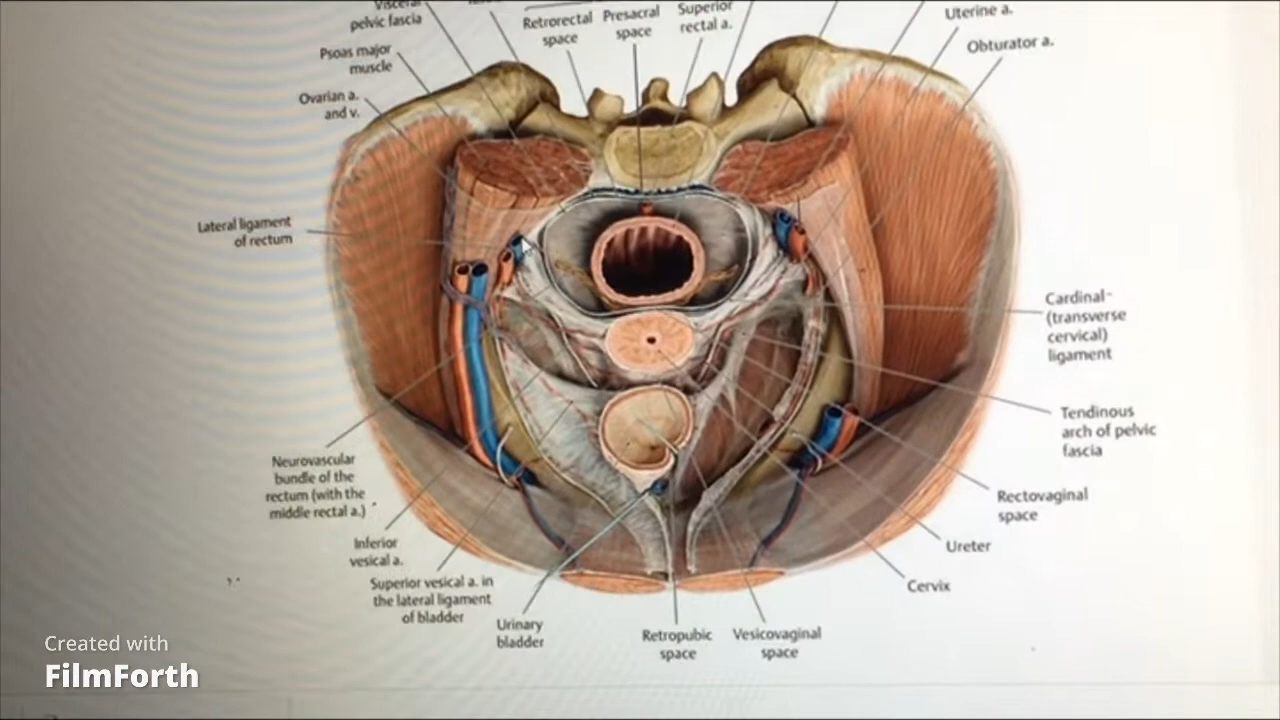 Visceral
pelvic fascia
Retrorectal
space
Presacral
space
Superior
rectal a.
Uterine a.
Obturator a.
Psoas major
muscle
Ovarian a.
and v.
Lateral ligament
of rectum
Cardinal-
(transverse
cervical)
ligament
Tendinous
arch of pelvic
fascia
Neurovascular
bundle of the
rectum (with the
middle rectal a.)
Rectovaginal
space
Inferior
vesical a.
Ureter
Superior vesical a. in
the lateral ligament
of bladder
Cervix
Urinary
bladder
Retropubic
space
Vesicovaginal
space
Created with
FilmForth